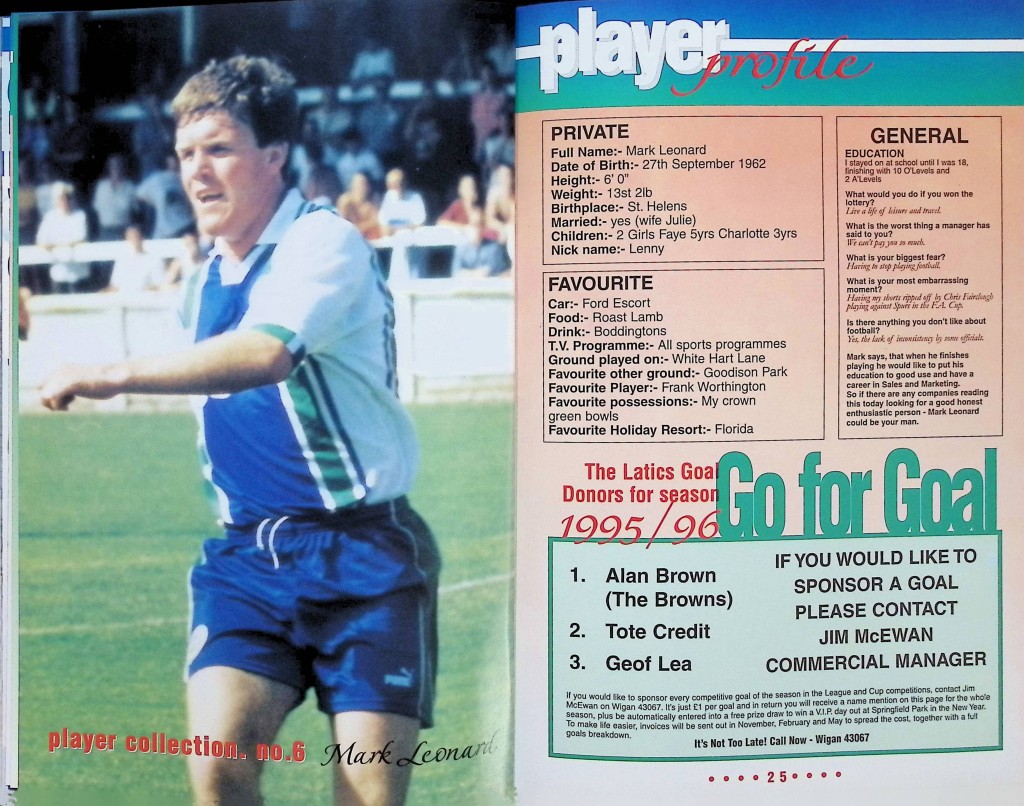 player collection. no.6 Mark Leonard
PUMA
player profile
PRIVATE
Full Name:- Mark Leonard
Date of Birth:- 27th September 1962
Height:- 6' 0"
Weight:- 13st 2lb
Birthplace:- St. Helens
Married:- yes (wife Julie)
Children:- 2 Girls Faye 5yrs Charlotte 3yrs
Nick name:- Lenny
FAVOURITE
Car:- Ford Escort
Food:- Roast Lamb
Drink:- Boddingtons
T.V. Programme:- All sports programmes
Ground played on:- White Hart Lane
Favourite other ground:- Goodison Park
Favourite Player:- Frank Worthington
Favourite possessions:- My crown
green bowls
Favourite Holiday Resort:- Florida
GENERAL
EDUCATION
I stayed on at school until I was 18,
finishing with 10 O'Levels and
2 A'Levels
What would you do if you won the
lottery?
Live a life of leisure and travel.
What is the worst thing a manager has
said to you?
We can't pay you so much.
What is your biggest fear?
Having to stop playing football.
What is your most embarrassing
moment?
Having my shorts ripped off by Chris Fairclough
playing against Spurs in the F.A. Cup.
Is there anything you don't like about
football?
Yes, the lack of inconsistency by some officials.
Mark says, that when he finishes
playing he would like to put his
education to good use and have a
career in Sales and Marketing.
So if there are any companies reading
this today looking for a good honest
enthusiastic person - Mark Leonard
could be your man.
The Latics Goal
Donors for season
1995/96
Go for Goal
1. Alan Brown
(The Browns)
2. Tote Credit
3. Geof Lea
IF YOU WOULD LIKE TO
SPONSOR A GOAL
PLEASE CONTACT
JIM McEWAN
COMMERCIAL MANAGER
If you would like to sponsor every competitive goal of the season in the League and Cup competitions, contact Jim
McEwan on Wigan 43067. It's just £1 per goal and in return you will receive a name mention on this page for the whole
season, plus be automatically entered into a free prize draw to win a V.I.P. day out at Springfield Park in the New Year.
To make life easier, invoices will be sent out in November, February and May to spread the cost, together with a full
goals breakdown.
It's Not Too Late! Call Now - Wigan 43067
• • • • 25 • • • •